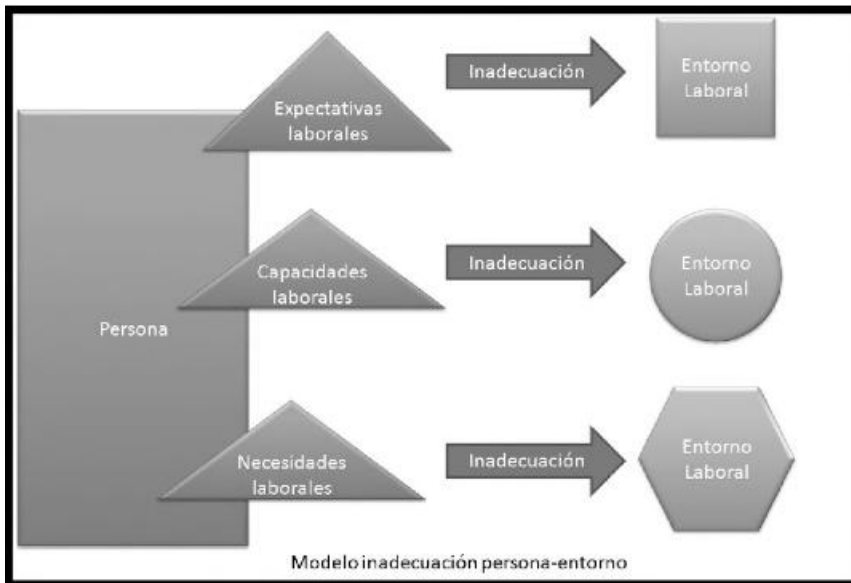 Expectativas
laborales
Inadecuación
Entorno
Laboral
Persona
Capacidades
laborales
Inadecuación
Entorno
Laboral
Necesidades
laborales
Inadecuación
Entorno
Laboral
Modelo inadecuación persona-entorno